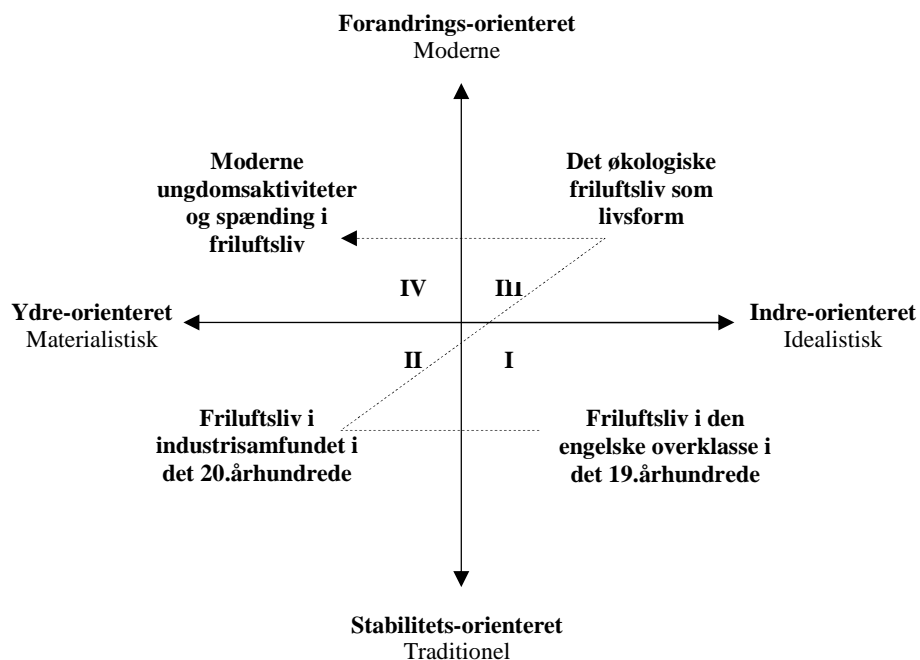 Forandrings-orienteret
Moderne
Moderne
ungdomsaktiviteter
og spænding i
friluftsliv
Det økologiske
friluftsliv som
livsform
IV
III
Ydre-orienteret
Materialistisk
Indre-orienteret
Idealistisk
II
I
Friluftsliv i
industrisamfundet i
det 20.århundrede
Friluftsliv i den
engelske overklasse i
det 19.århundrede
Stabilitets-orienteret
Traditionel